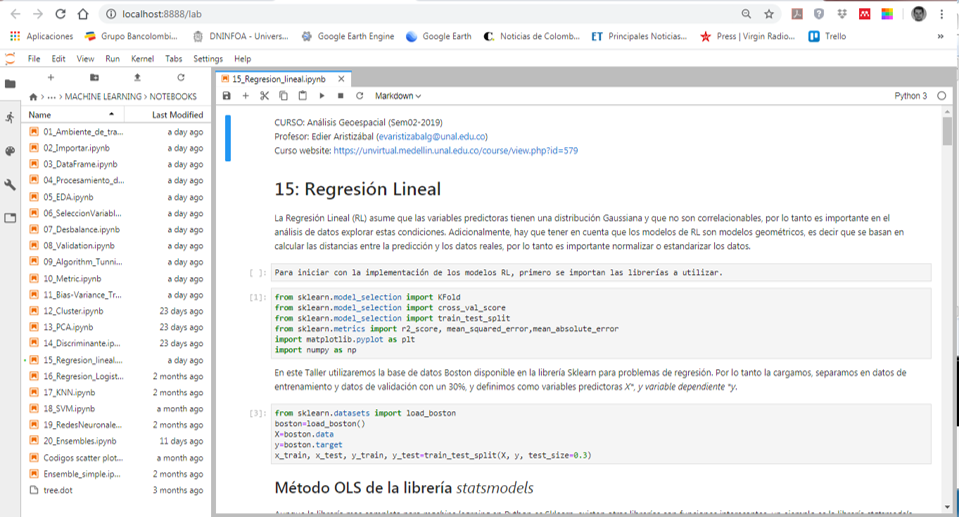 localhost:8888/lab
Aplicaciones Grupo Bancolombi... DNINFOA - Univers... Google Earth Engine Google Earth Noticias de Colomb... ET Principales Noticias... Press | Virgin Radio... Trello »
File Edit View Run Kernel Tabs Settings Help
15_Regresion_lineal.ipynb ×
> ··· > MACHINE LEARNING > NOTEBOOKS
Markdown
Python 3
Name Last Modified
01_Ambiente_de_tra... a day ago
02_Importar.ipynb a day ago
03_DataFrame.ipynb a day ago
04_Procesamiento_d... a day ago
05_EDA.ipynb a day ago
06_SeleccionVariabl... a day ago
07_Desbalance.ipynb a day ago
08_Validation.ipynb a day ago
09_Algorithm_Tunni... a day ago
10_Metric.ipynb a day ago
11_Bias-Variance_Tr... a day ago
12_Cluster.ipynb 23 days ago
13_PCA.ipynb 23 days ago
14_Discriminante.ip... 23 days ago
15_Regresion_lineal.... a day ago
16_Regresion_Logist... 2 months ago
17_KNN.ipynb 2 months ago
18_SVM.ipynb a month ago
19_RedesNeuronale... 2 months ago
20_Ensembles.ipynb 11 days ago
Codigos scatter plot... a month ago
Ensemble_simple.ip... 2 months ago
tree.dot 3 months ago
CURSO: Análisis Geoespacial (Sem02-2019)
Profesor: Edier Aristizábal (evaristizabalg@unal.edu.co)
Curso website: https://unvirtual.medellin.unal.edu.co/course/view.php?id=579
15: Regresión Lineal
La Regresión Lineal (RL) asume que las variables predictoras tienen una distribución Gaussiana y que no son correlacionables, por lo tanto es importante en el
análisis de datos explorar estas condiciones. Adicionalmente, hay que tener en cuenta que los modelos de RL son modelos geométricos, es decir que se basan en
calcular las distancias entre la predicción y los datos reales, por lo tanto es importante normalizar o estandarizar los datos.
[ ]: Para iniciar con la implementación de los modelos RL, primero se importan las librerías a utilizar.
[1]: from sklearn.model_selection import KFold
from sklearn.model_selection import cross_val_score
from sklearn.model_selection import train_test_split
from sklearn.metrics import r2_score, mean_squared_error,mean_absolute_error
import matplotlib.pyplot as plt
import numpy as np
En este Taller utilizaremos la base de datos Boston disponible en la librería Sklearn para problemas de regresión. Por lo tanto la cargamos, separamos en datos de
entrenamiento y datos de validación con un 30%, y definimos como variables predictoras X*, y variable dependiente *y.
[3]: from sklearn.datasets import load_boston
boston=load_boston()
X=boston.data
y=boston.target
x_train, x_test, y_train, y_test=train_test_split(X, y, test_size=0.3)
Método OLS de la librería statsmodels